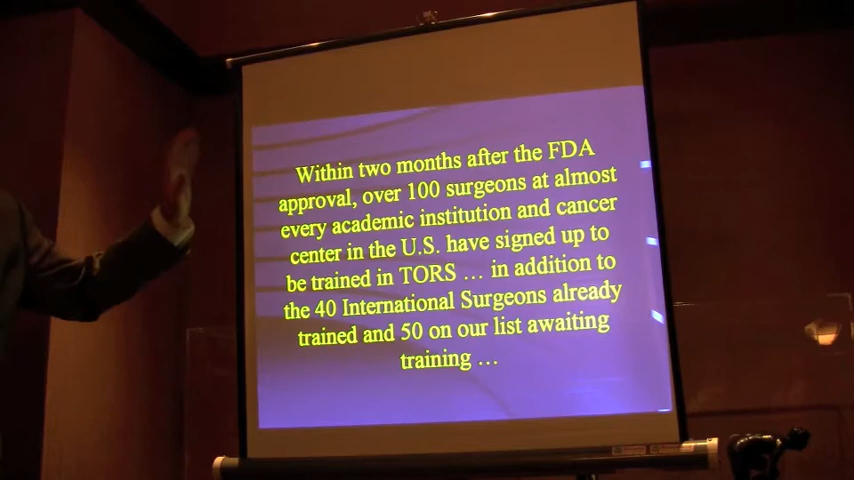 Within two months after the FDA
approval, over 100 surgeons at almost
every academic institution and cancer
center in the U.S. have signed up to
be trained in TORS … in addition to
the 40 International Surgeons already
trained and 50 on our list awaiting
training …